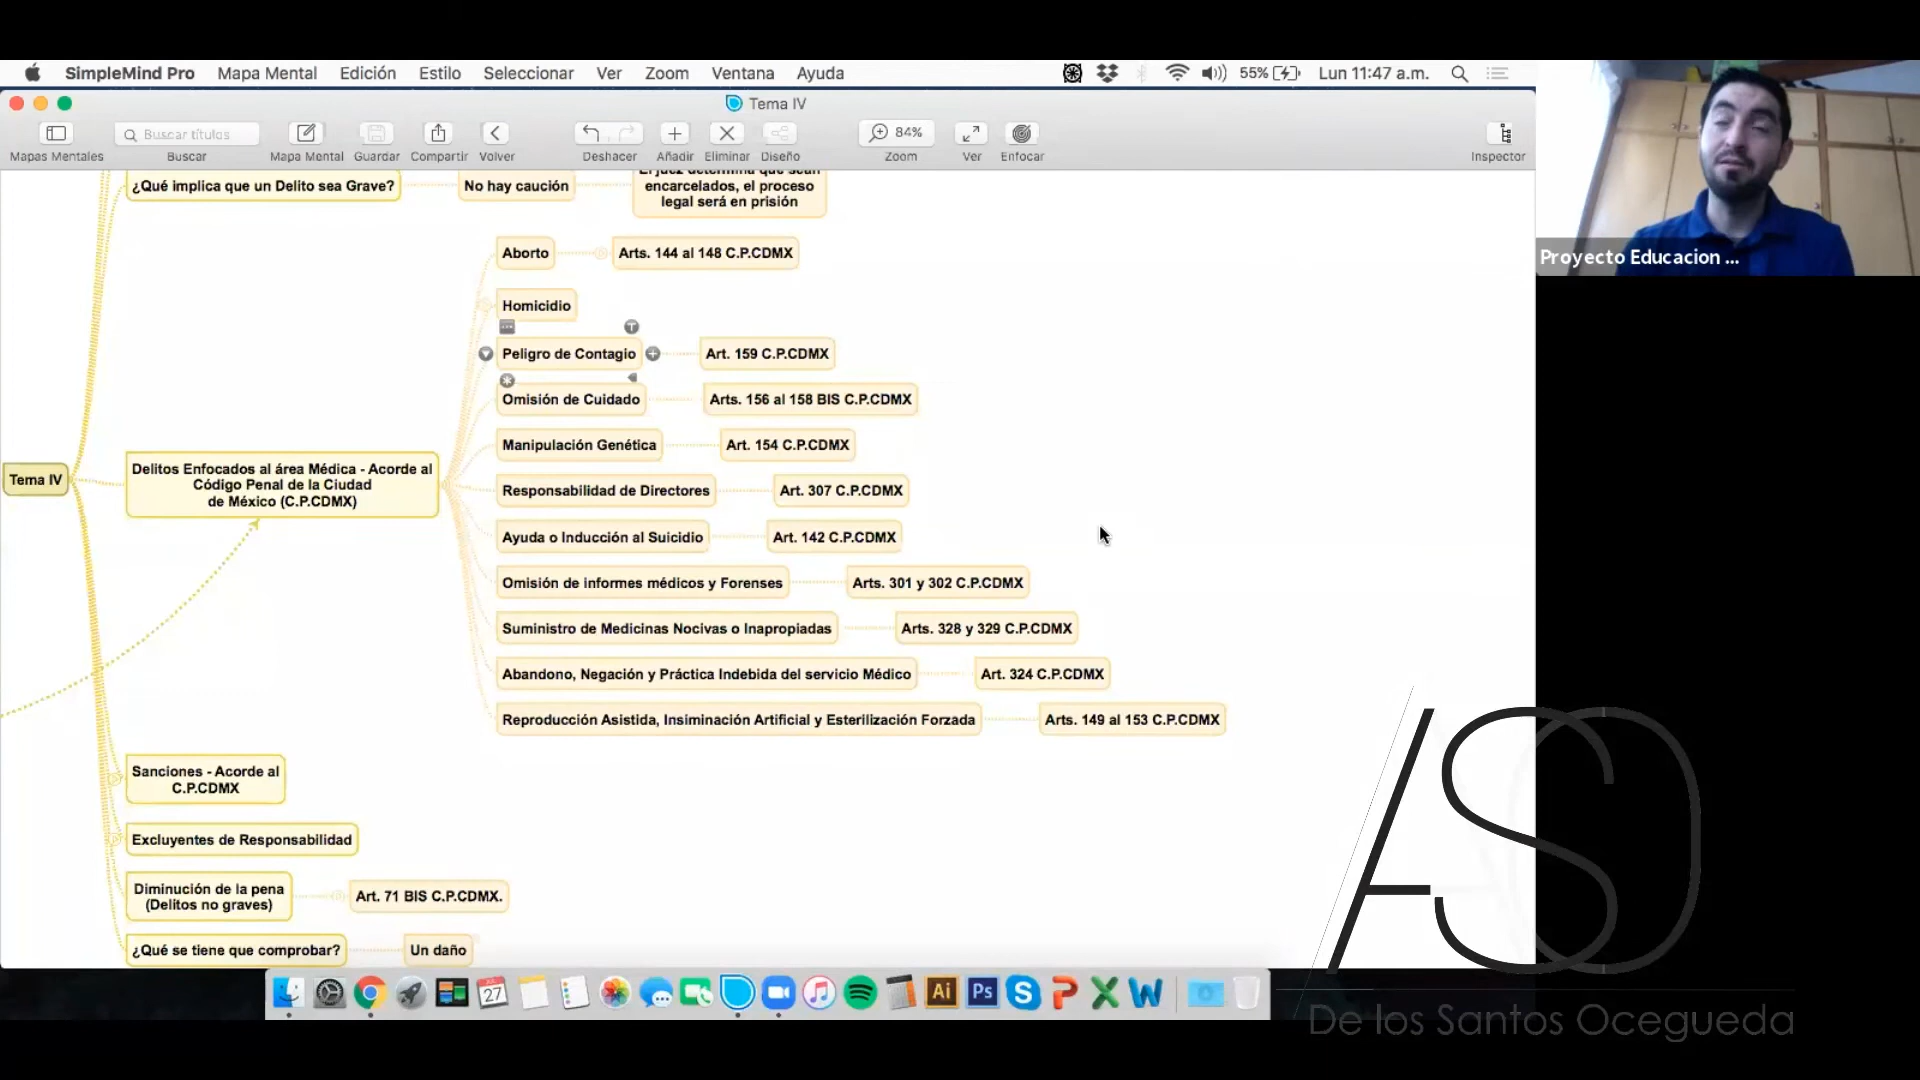 SimpleMind Pro Mapa Mental Edición Estilo Seleccionar Ver Zoom Ventana Ayuda 55% Lun 11:47 a.m.
Tema IV
Buscar títulos 84%
Mapas Mentales Buscar Mapa Mental Guardar Compartir Volver Deshacer Añadir Eliminar Diseño Zoom Ver Enfocar Inspector
¿Qué implica que un Delito sea Grave?
No hay caución
El juez determina que sean
encarcelados, el proceso
legal será en prisión
Proyecto Educacion ...
Aborto Arts. 144 al 148 C.P.CDMX
Homicidio
Peligro de Contagio Art. 159 C.P.CDMX
Omisión de Cuidado Arts. 156 al 158 BIS C.P.CDMX
Manipulación Genética Art. 154 C.P.CDMX
Tema IV
Delitos Enfocados al área Médica - Acorde al
Código Penal de la Ciudad
de México (C.P.CDMX)
Responsabilidad de Directores Art. 307 C.P.CDMX
Ayuda o Inducción al Suicidio Art. 142 C.P.CDMX
Omisión de informes médicos y Forenses Arts. 301 y 302 C.P.CDMX
Suministro de Medicinas Nocivas o Inapropiadas Arts. 328 y 329 C.P.CDMX
Abandono, Negación y Práctica Indebida del servicio Médico Art. 324 C.P.CDMX
Reproducción Asistida, Insiminación Artificial y Esterilización Forzada Arts. 149 al 153 C.P.CDMX
Sanciones - Acorde al
C.P.CDMX
Excluyentes de Responsabilidad
Diminución de la pena
(Delitos no graves)
Art. 71 BIS C.P.CDMX.
¿Qué se tiene que comprobar? Un daño
27 Ai Ps S P X W
ASO
De los Santos Ocegueda